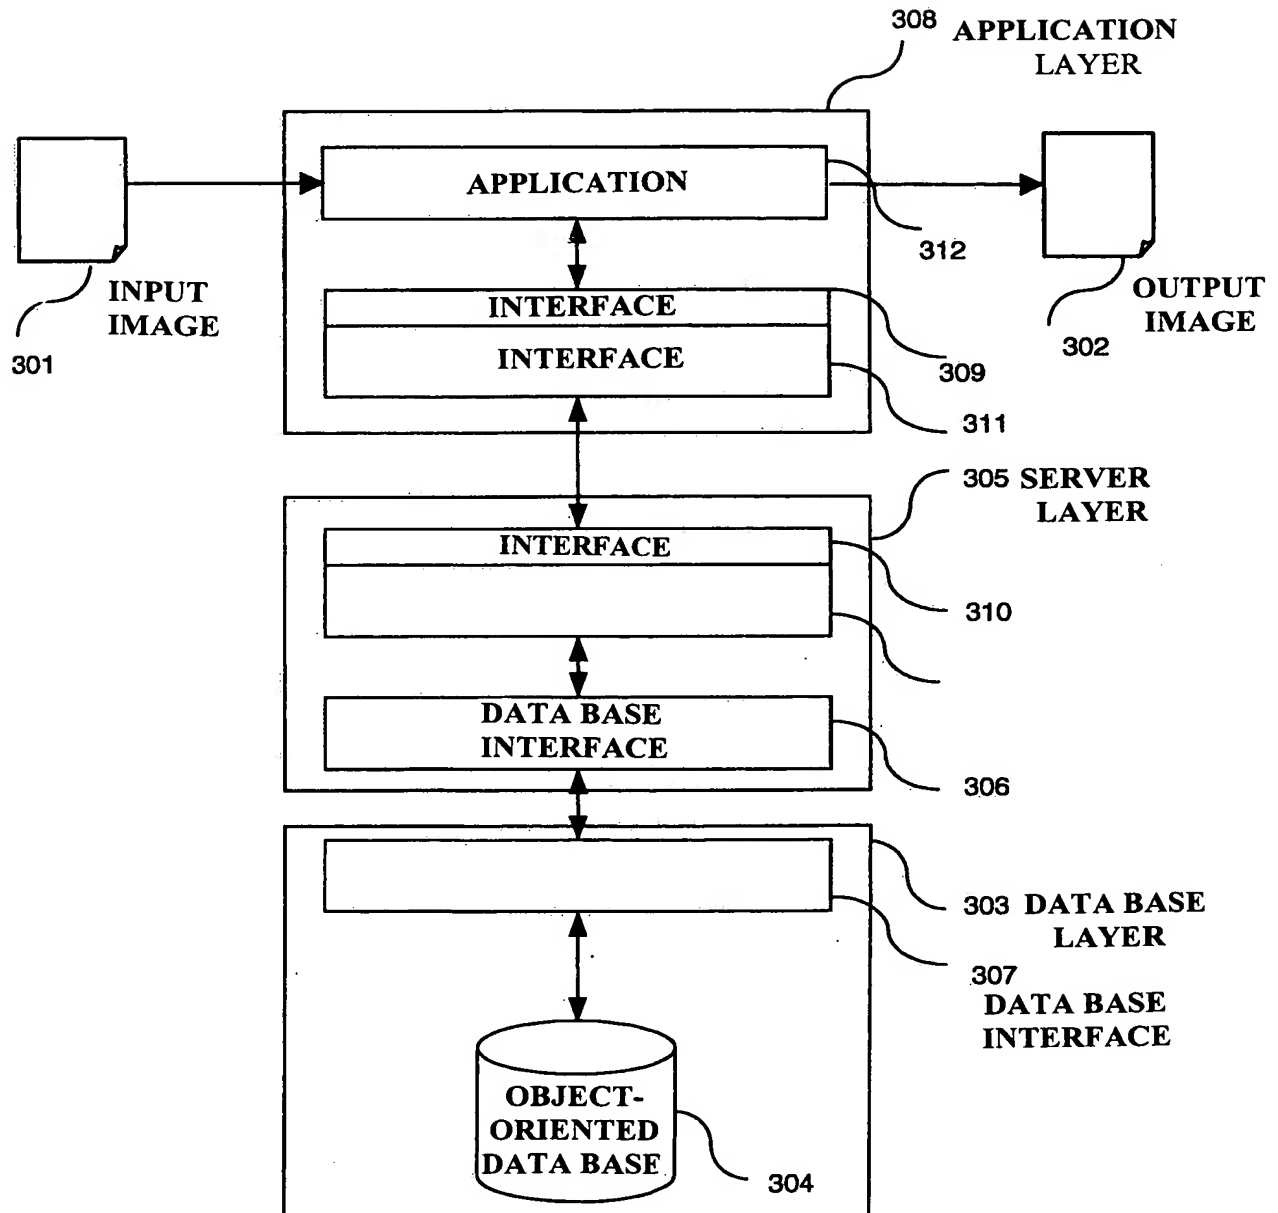 308 APPLICATION
LAYER
APPLICATION
312
INPUT
IMAGE
301
OUTPUT
IMAGE
302
INTERFACE
309
INTERFACE
311
305 SERVER
LAYER
INTERFACE
310
DATA BASE
INTERFACE
306
303 DATA BASE
LAYER
307
DATA BASE
INTERFACE
OBJECT-
ORIENTED
DATA BASE
304